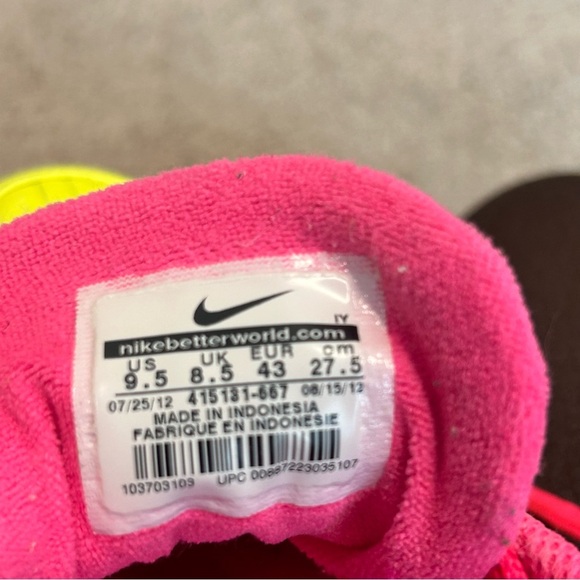 IY
nikebetterworld.com
US UK EUR cm
9.5 8.5 43 27.5
07/25/12 415131-667 08/15/12
MADE IN INDONESIA
FABRIQUE EN INDONESIE
103703109 UPC 00887223035107